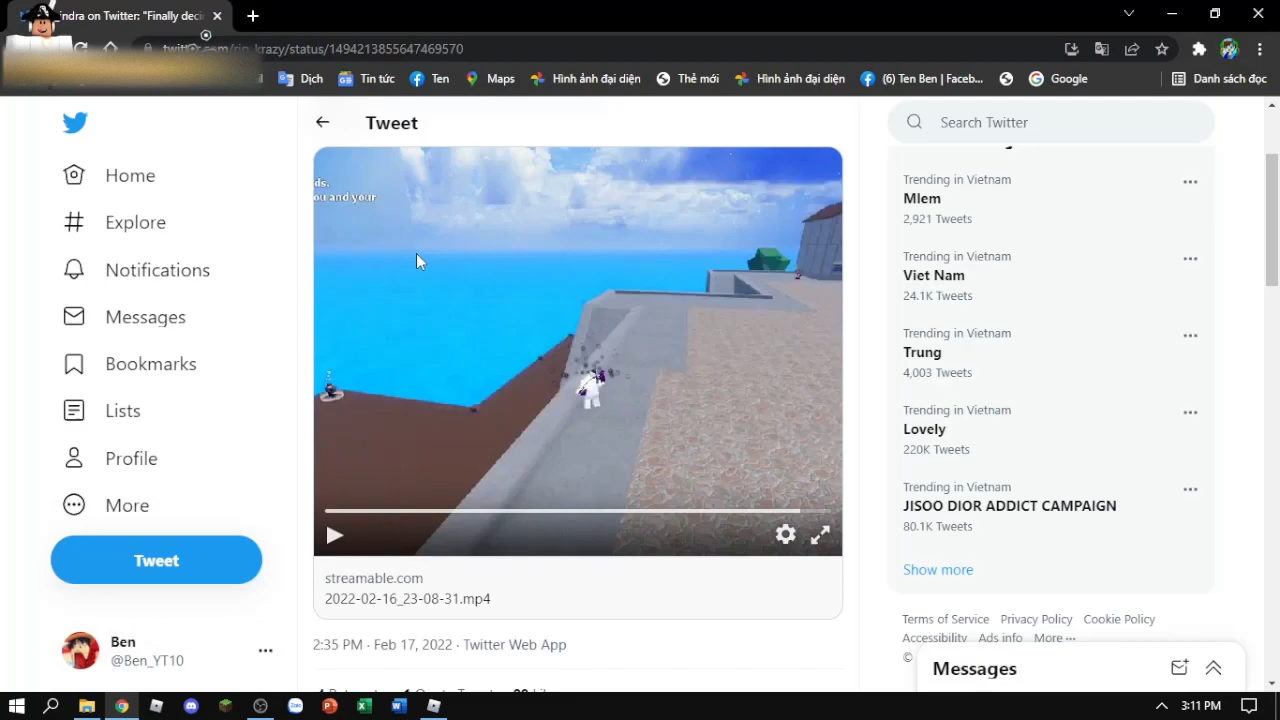 indra on Twitter: "Finally deci
twitter.com/rip_krazy/status/1494213855647469570
Dịch
Tin tức
Ten
Maps
Hình ảnh đại diện
Thẻ mới
Hình ảnh đại diện
(6) Ten Ben | Faceb...
Google
Danh sách đọc
Tweet
Search Twitter
Home
Explore
Notifications
Messages
Bookmarks
Lists
Profile
More
Tweet
Ben
@Ben_YT10
ds.
ou and your
streamable.com
2022-02-16_23-08-31.mp4
2:35 PM · Feb 17, 2022 · Twitter Web App
Trending in Vietnam
Mlem
2,921 Tweets
Trending in Vietnam
Viet Nam
24.1K Tweets
Trending in Vietnam
Trung
4,003 Tweets
Trending in Vietnam
Lovely
220K Tweets
Trending in Vietnam
JISOO DIOR ADDICT CAMPAIGN
80.1K Tweets
Show more
Terms of Service Privacy Policy Cookie Policy
Accessibility Ads info More ···
©
Messages
3:11 PM